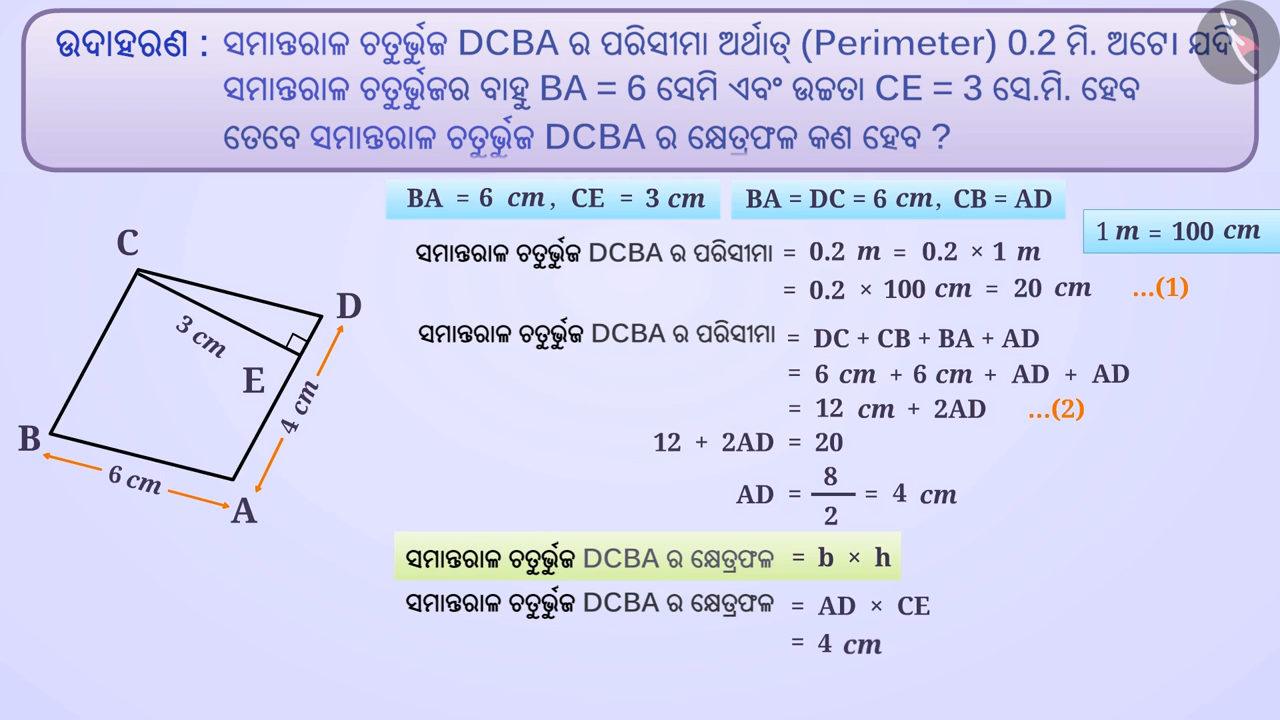 ଉଦାହରଣ : ସମାନ୍ତରାଳ ଚତୁର୍ଭୁଜ DCBA ର ପରିସୀମା ଅର୍ଥାତ୍ (Perimeter) 0.2 ମି. ଅଟେ। ଯଦି
ସମାନ୍ତରାଳ ଚତୁର୍ଭୁଜର ବାହୁ BA = 6 ସେମି ଏବଂ ଉଚ୍ଚତା CE = 3 ସେ.ମି. ହେବ
ତେବେ ସମାନ୍ତରାଳ ଚତୁର୍ଭୁଜ DCBA ର କ୍ଷେତ୍ରଫଳ କଣ ହେବ ?
BA = 6 cm, CE = 3 cm
BA = DC = 6 cm, CB = AD
1 m = 100 cm
ସମାନ୍ତରାଳ ଚତୁର୍ଭୁଜ DCBA ର ପରିସୀମା = 0.2 m = 0.2 × 1 m
= 0.2 × 100 cm = 20 cm ...(1)
ସମାନ୍ତରାଳ ଚତୁର୍ଭୁଜ DCBA ର ପରିସୀମା = DC + CB + BA + AD
= 6 cm + 6 cm + AD + AD
= 12 cm + 2AD ...(2)
12 + 2AD = 20
AD = 8/2 = 4 cm
ସମାନ୍ତରାଳ ଚତୁର୍ଭୁଜ DCBA ର କ୍ଷେତ୍ରଫଳ = b × h
ସମାନ୍ତରାଳ ଚତୁର୍ଭୁଜ DCBA ର କ୍ଷେତ୍ରଫଳ = AD × CE
= 4 cm
C
D
3 cm
E
4 cm
B
6 cm
A